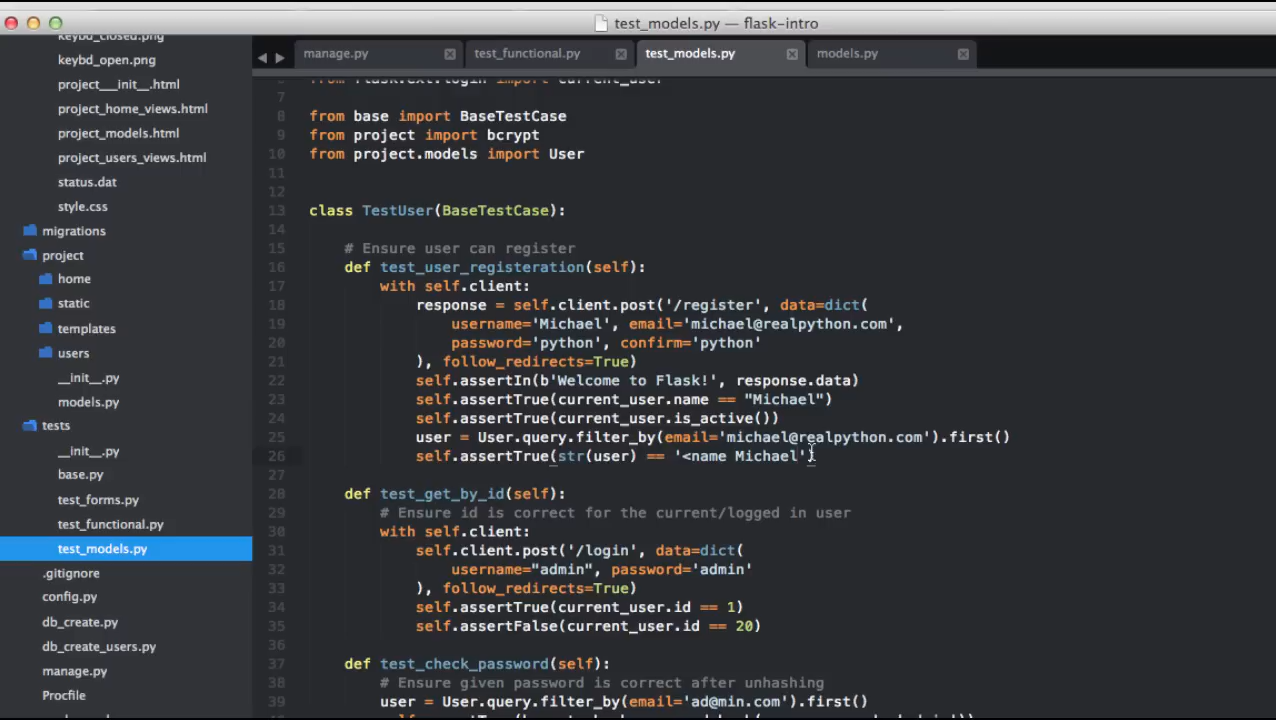 test_models.py — flask-intro
keybd_closed.png
keybd_open.png
project___init__.html
project_home_views.html
project_models.html
project_users_views.html
status.dat
style.css
migrations
project
home
static
templates
users
__init__.py
models.py
tests
__init__.py
base.py
test_forms.py
test_functional.py
test_models.py
.gitignore
config.py
db_create.py
db_create_users.py
manage.py
Procfile
manage.py test_functional.py test_models.py models.py
from flask.ext.login import current_user
7
8 from base import BaseTestCase
9 from project import bcrypt
10 from project.models import User
11
12
13 class TestUser(BaseTestCase):
14
15 # Ensure user can register
16 def test_user_registeration(self):
17 with self.client:
18 response = self.client.post('/register', data=dict(
19 username='Michael', email='michael@realpython.com',
20 password='python', confirm='python'
21 ), follow_redirects=True)
22 self.assertIn(b'Welcome to Flask!', response.data)
23 self.assertTrue(current_user.name == "Michael")
24 self.assertTrue(current_user.is_active())
25 user = User.query.filter_by(email='michael@realpython.com').first()
26 self.assertTrue(str(user) == '<name Michael')
27
28 def test_get_by_id(self):
29 # Ensure id is correct for the current/logged in user
30 with self.client:
31 self.client.post('/login', data=dict(
32 username="admin", password='admin'
33 ), follow_redirects=True)
34 self.assertTrue(current_user.id == 1)
35 self.assertFalse(current_user.id == 20)
36
37 def test_check_password(self):
38 # Ensure given password is correct after unhashing
39 user = User.query.filter_by(email='ad@min.com').first()